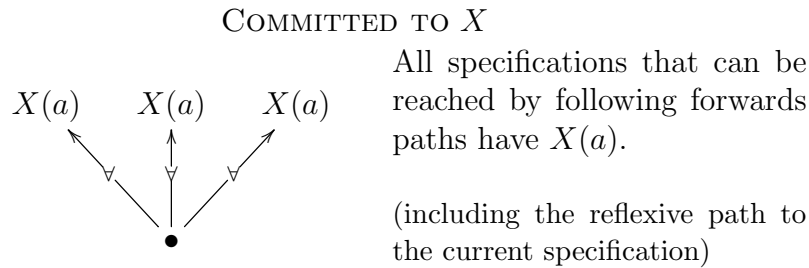 COMMITTED TO X
All specifications that can be
reached by following forwards
paths have X(a).
(including the reflexive path to
the current specification)
X(a) X(a) X(a)
∀ ∀ ∀